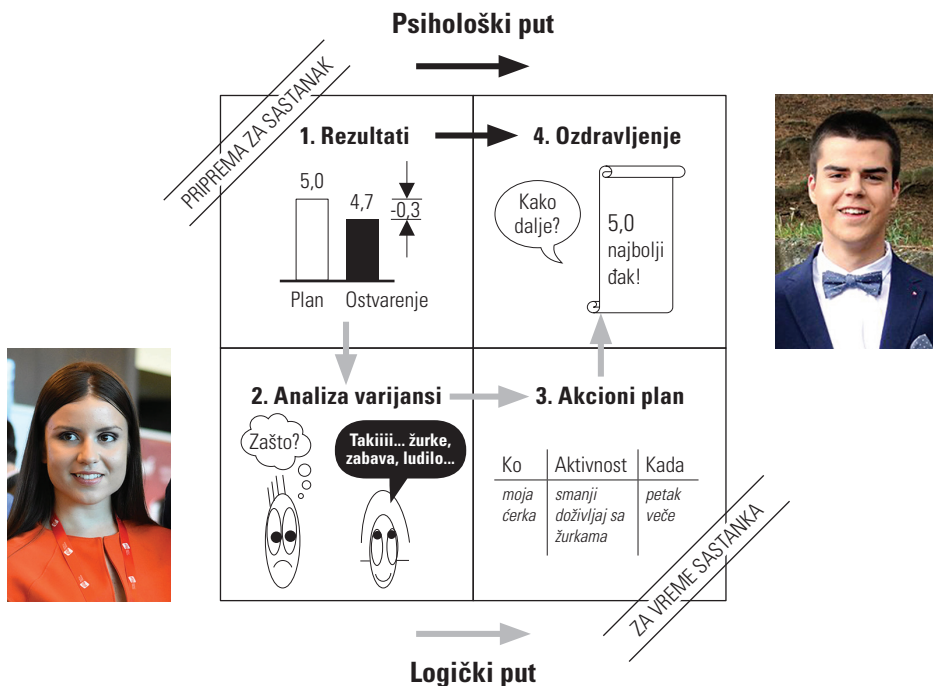 Psihološki put
PRIPREMA ZA SASTANAK
1. Rezultati
5,0
4,7
-0,3
Plan
Ostvarenje
4. Ozdravljenje
Kako
dalje?
5,0
najbolji
đak!
2. Analiza varijansi
Zašto?
Takiiii... žurke,
zabava, ludilo...
3. Akcioni plan
Ko
Aktivnost
Kada
moja
ćerka
smanji
doživljaj sa
žurkama
petak
veče
ZA VREME SASTANKA
Logički put